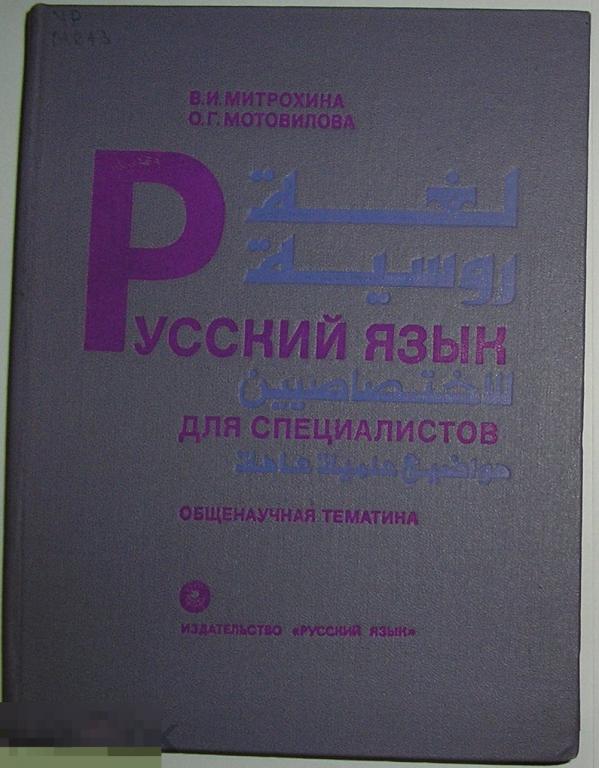 В.И. МИТРОХИНА
О.Г. МОТОВИЛОВА
لغة
روسية
РУССКИЙ ЯЗЫК
للاختصاصيين
ДЛЯ СПЕЦИАЛИСТОВ
مواضيع علمية عامة
ОБЩЕНАУЧНАЯ ТЕМАТИКА
ИЗДАТЕЛЬСТВО «РУССКИЙ ЯЗЫК»